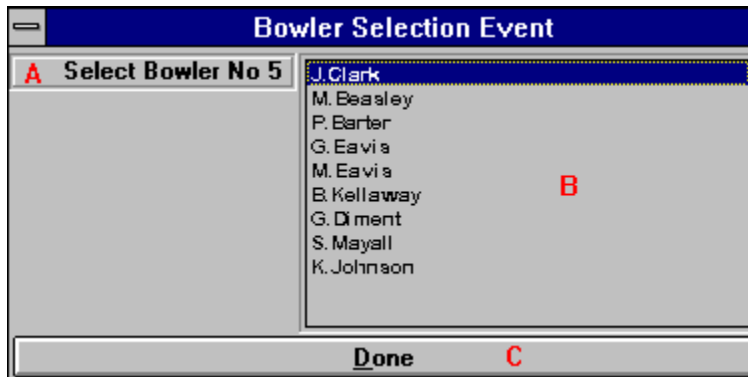 Bowler Selection Event
A Select Bowler No 5
J.Clark
M.Beasley
P.Barter
G.Eavis
M.Eavis
B.Kellaway
G.Diment
S.Mayall
K.Johnson
B
Done C